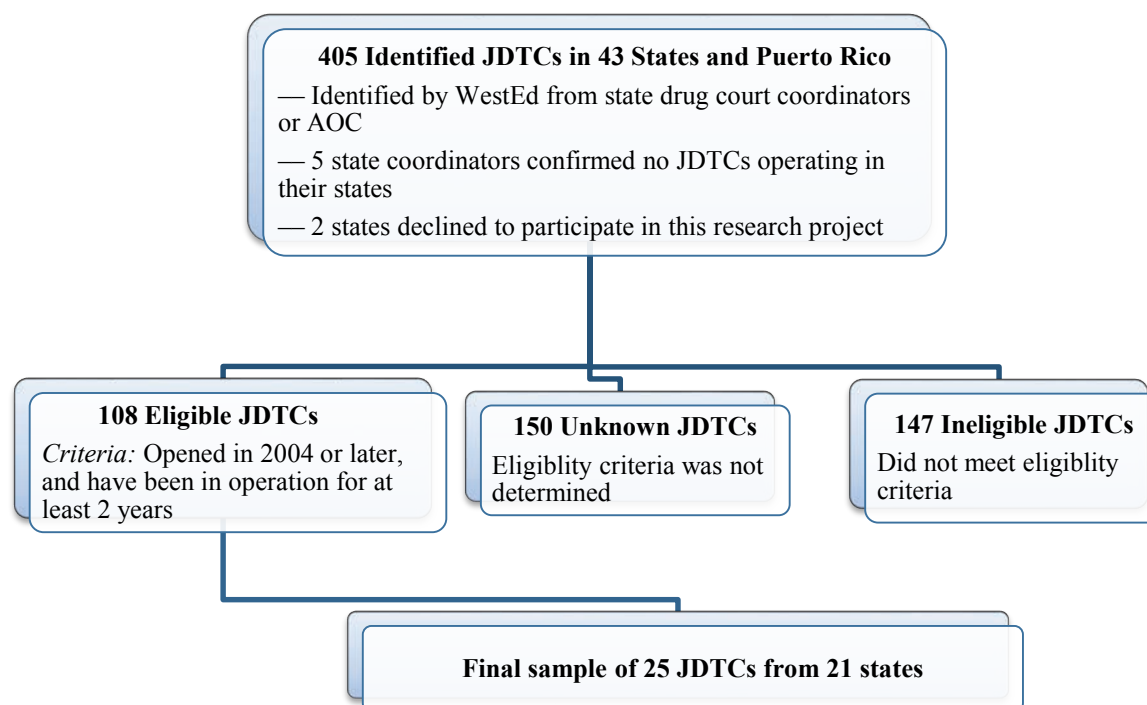 405 Identified JDTCs in 43 States and Puerto Rico
— Identified by WestEd from state drug court coordinators
or AOC
— 5 state coordinators confirmed no JDTCs operating in
their states
— 2 states declined to participate in this research project
108 Eligible JDTCs
Criteria: Opened in 2004 or later,
and have been in operation for at
least 2 years
150 Unknown JDTCs
Eligiblity criteria was not
determined
147 Ineligible JDTCs
Did not meet eligiblity
criteria
Final sample of 25 JDTCs from 21 states